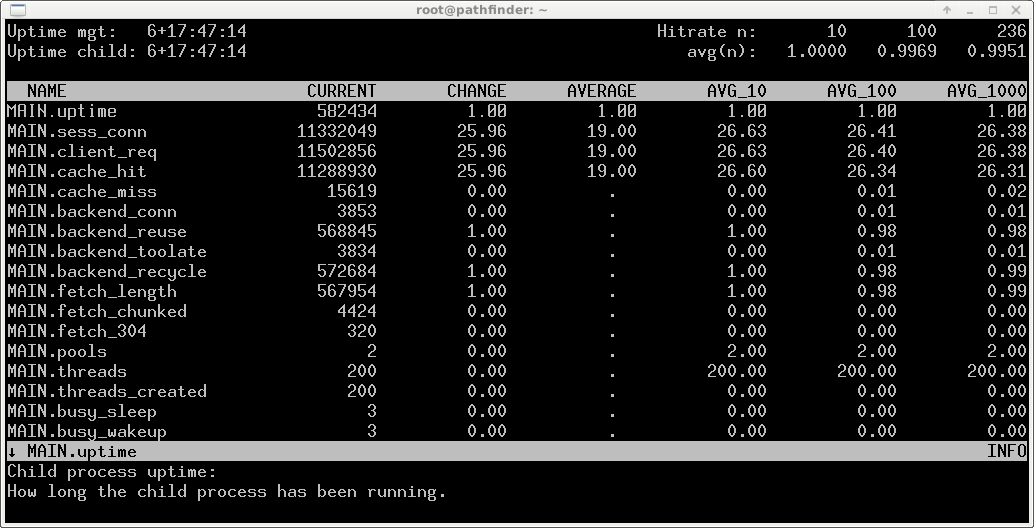 root@pathfinder: ~
Uptime mgt:   6+17:47:14                                         Hitrate n:       10      100      236
Uptime child: 6+17:47:14                                            avg(n):   1.0000   0.9969   0.9951
  NAME                        CURRENT       CHANGE      AVERAGE       AVG_10      AVG_100     AVG_1000
MAIN.uptime                    582434         1.00         1.00         1.00         1.00         1.00
MAIN.sess_conn               11332049        25.96        19.00        26.63        26.41        26.38
MAIN.client_req              11502856        25.96        19.00        26.63        26.40        26.38
MAIN.cache_hit               11288930        25.96        19.00        26.60        26.34        26.31
MAIN.cache_miss                 15619         0.00          .          0.00         0.01         0.02
MAIN.backend_conn                3853         0.00          .          0.00         0.01         0.01
MAIN.backend_reuse             568845         1.00          .          1.00         0.98         0.98
MAIN.backend_toolate             3834         0.00          .          0.00         0.01         0.01
MAIN.backend_recycle           572684         1.00          .          1.00         0.98         0.99
MAIN.fetch_length              567954         1.00          .          1.00         0.98         0.99
MAIN.fetch_chunked               4424         0.00          .          0.00         0.00         0.00
MAIN.fetch_304                    320         0.00          .          0.00         0.00         0.00
MAIN.pools                          2         0.00          .          2.00         2.00         2.00
MAIN.threads                      200         0.00          .        200.00       200.00       200.00
MAIN.threads_created              200         0.00          .          0.00         0.00         0.00
MAIN.busy_sleep                     3         0.00          .          0.00         0.00         0.00
MAIN.busy_wakeup                    3         0.00          .          0.00         0.00         0.00
↓ MAIN.uptime                                                                                     INFO
Child process uptime:
How long the child process has been running.